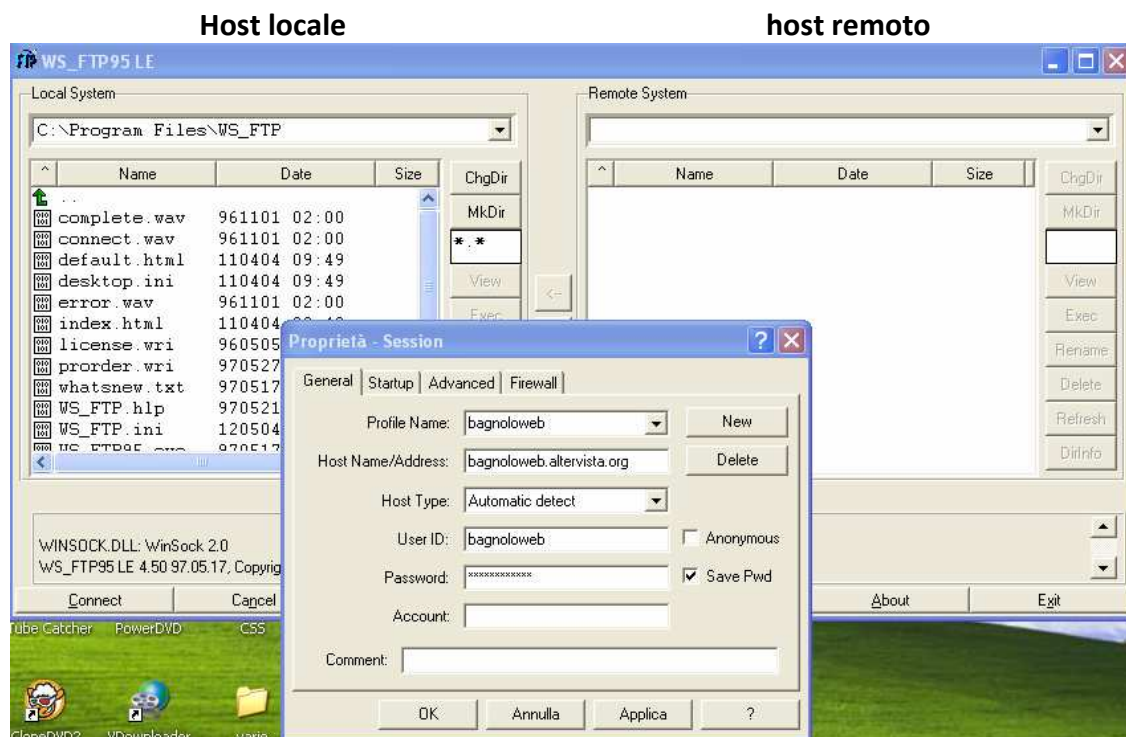 Host locale host remoto
WS_FTP95 LE
Local System
Remote System
C:\Program Files\WS_FTP
^ Name Date Size
ChgDir
^ Name Date Size
ChgDir
..
complete.wav 961101 02:00
MkDir
MkDir
connect.wav 961101 02:00
*.*
default.html 110404 09:49
desktop.ini 110404 09:49
View
<--
View
error.wav 961101 02:00
index.html 110404
Exec
Exec
license.wri 960505
Rename
prorder.wri 970527
whatsnew.txt 970517
Delete
WS_FTP.hlp 970521
Refresh
WS_FTP.ini 120504
DirInfo
970517
Proprietà - Session
General Startup Advanced Firewall
Profile Name: bagnoloweb New
Host Name/Address: bagnoloweb.altervista.org Delete
Host Type: Automatic detect
User ID: bagnoloweb Anonymous
Password: ************ Save Pwd
Account:
Comment:
OK Annulla Applica ?
WINSOCK.DLL: WinSock 2.0
WS_FTP95 LE 4.50 97.05.17, Copyrig
Connect Cancel About Exit
Tube Catcher PowerDVD CSS
CloneDVD2 VDownloader vario